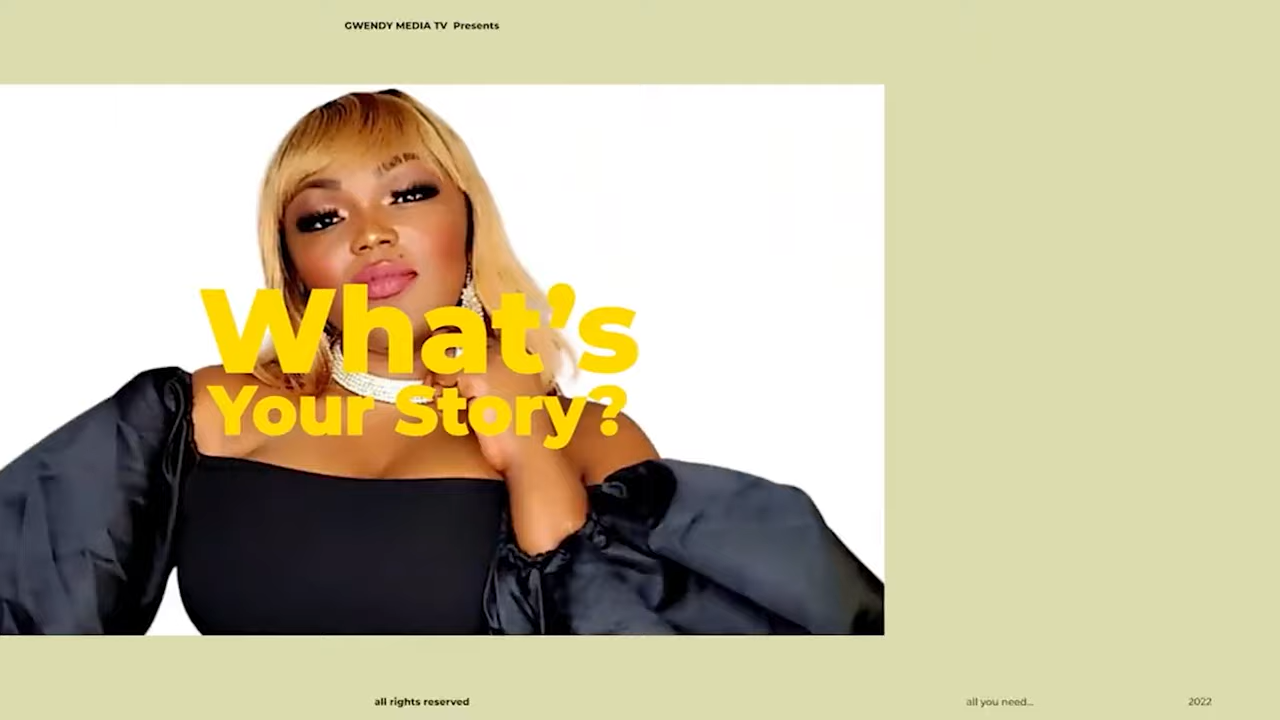 GWENDY MEDIA TV  Presents
What's
Your Story?
all rights reserved
all you need...
2022